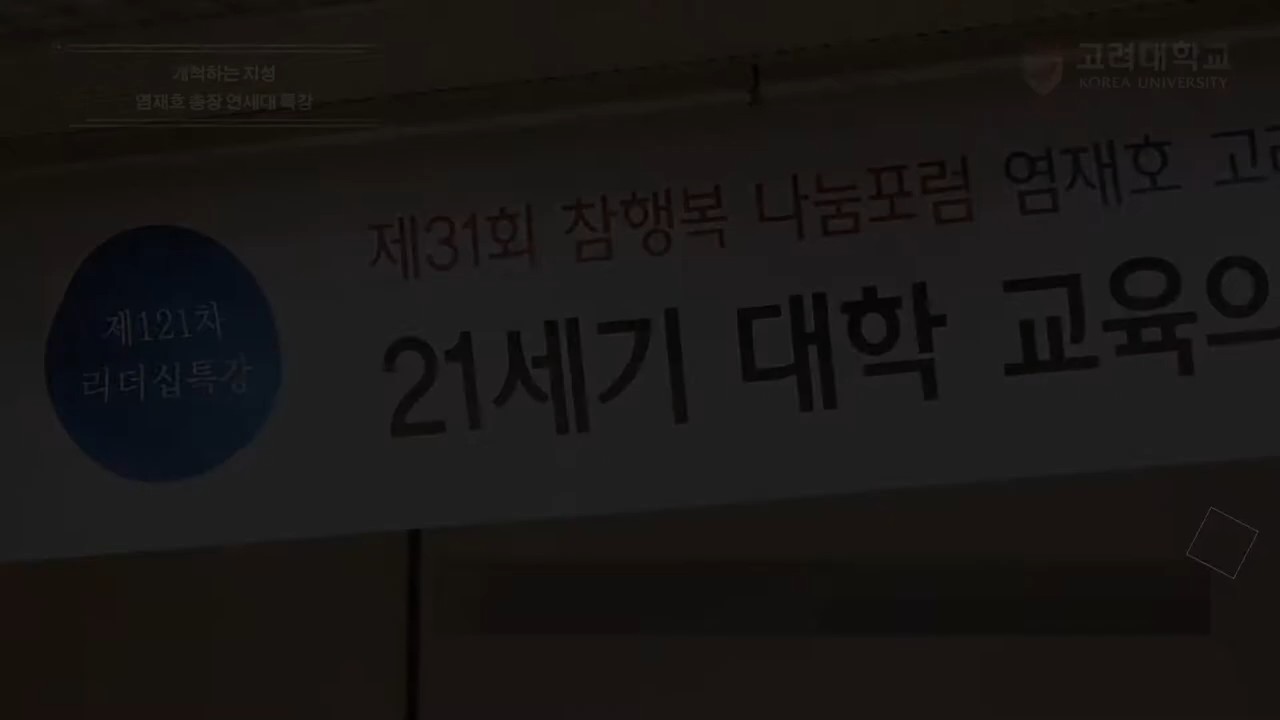 개척하는 지성
염재호 총장 연세대 특강
고려대학교
KOREA UNIVERSITY
제31회 참행복 나눔포럼 염재호
제121차
리더십특강
21세기 대학 교육의